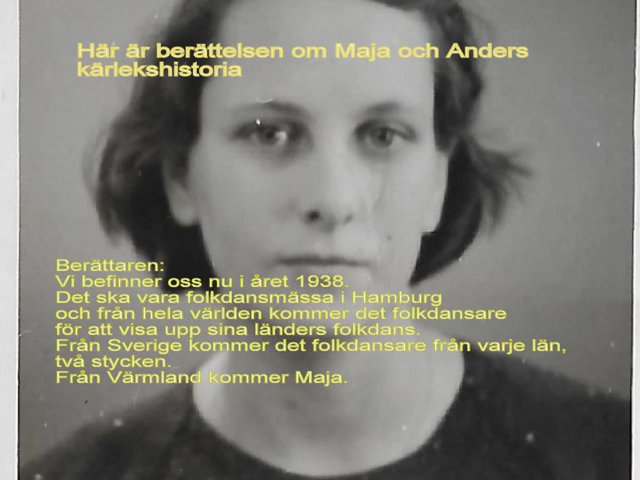 Här är berättelsen om Maja och Anders
kärlekshistoria
Berättaren:
Vi befinner oss nu i året 1938.
Det ska vara folkdansmässa i Hamburg
och från hela världen kommer det folkdansare
för att visa upp sina länders folkdans.
Från Sverige kommer det folkdansare från varje län,
två stycken.
Från Värmland kommer Maja.